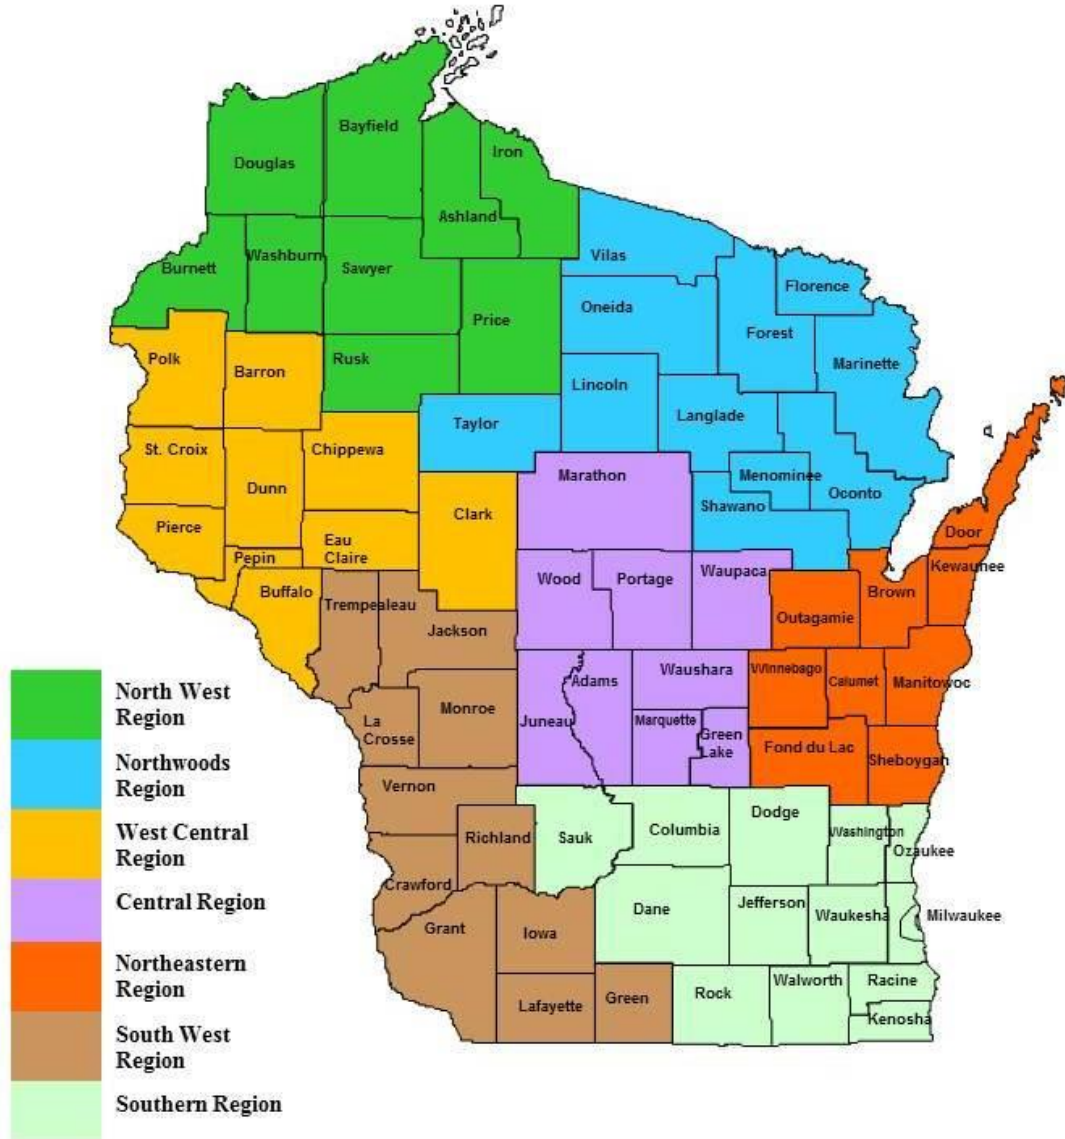 Bayfield
Iron
Douglas
Ashland
Vilas
Washburn
Burnett
Sawyer
Florence
Oneida
Price
Forest
Polk
Rusk
Marinette
Barron
Lincoln
Langlade
Taylor
St. Croix
Chippewa
Marathon
Menominee
Dunn
Oconto
Shawano
Clark
Pierce
Door
Eau
Claire
Pepin
Kewaunee
Wood
Portage
Waupaca
Buffalo
Brown
Trempealeau
Outagamie
Jackson
Winnebago
Waushara
Adams
Calumet
Manitowoc
North West
Region
Monroe
La
Crosse
Juneau
Marquette
Green
Lake
Fond du Lac
Sheboygan
Northwoods
Region
Vernon
Dodge
West Central
Region
Richland
Sauk
Columbia
Washington
Ozaukee
Crawford
Central Region
Grant
Iowa
Dane
Jefferson
Waukesha
Milwaukee
Northeastern
Region
Lafayette
Green
Rock
Walworth
Racine
Kenosha
South West
Region
Southern Region